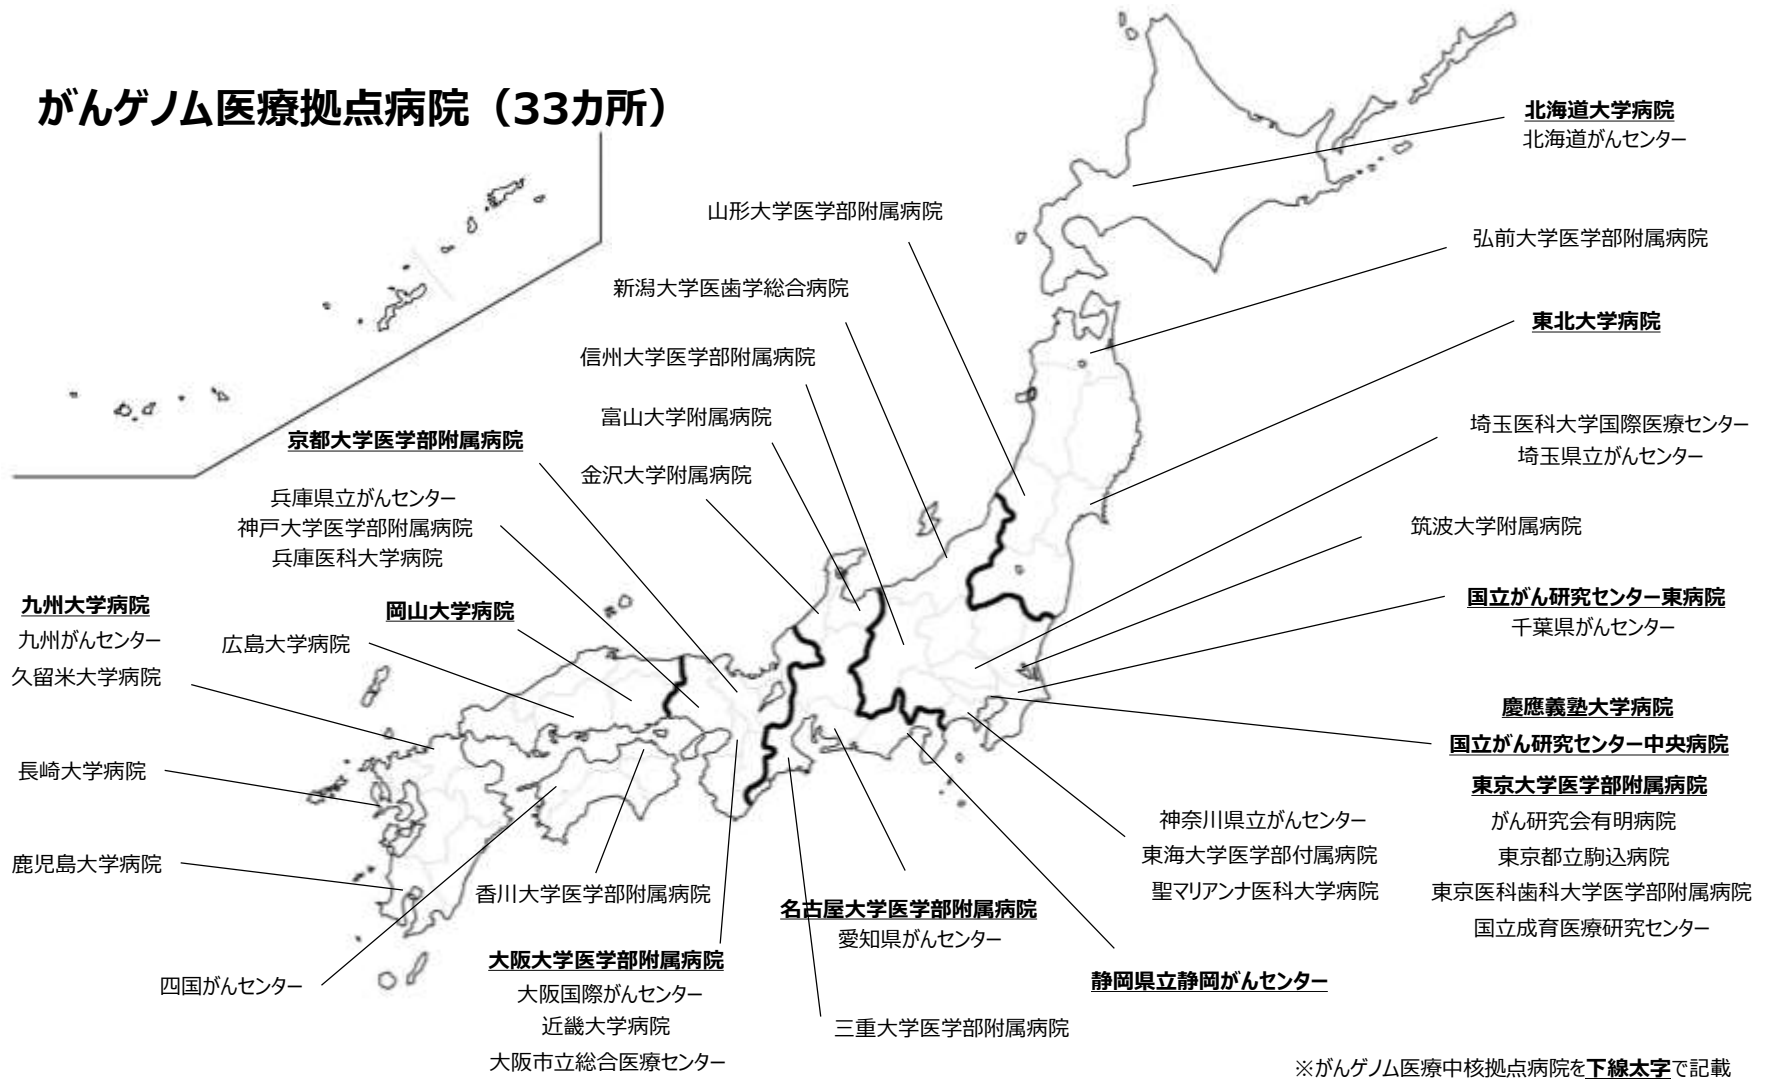 がんゲノム医療拠点病院（33カ所）
北海道大学病院
北海道がんセンター
山形大学医学部附属病院
弘前大学医学部附属病院
新潟大学医歯学総合病院
東北大学病院
信州大学医学部附属病院
富山大学附属病院
埼玉医科大学国際医療センター
埼玉県立がんセンター
京都大学医学部附属病院
金沢大学附属病院
兵庫県立がんセンター
神戸大学医学部附属病院
兵庫医科大学病院
筑波大学附属病院
九州大学病院
九州がんセンター
久留米大学病院
岡山大学病院
広島大学病院
国立がん研究センター東病院
千葉県がんセンター
慶應義塾大学病院
国立がん研究センター中央病院
東京大学医学部附属病院
がん研究会有明病院
東京都立駒込病院
東京医科歯科大学医学部附属病院
国立成育医療研究センター
長崎大学病院
鹿児島大学病院
神奈川県立がんセンター
東海大学医学部付属病院
聖マリアンナ医科大学病院
香川大学医学部附属病院
名古屋大学医学部附属病院
愛知県がんセンター
四国がんセンター
大阪大学医学部附属病院
大阪国際がんセンター
近畿大学病院
大阪市立総合医療センター
静岡県立静岡がんセンター
三重大学医学部附属病院
※がんゲノム医療中核拠点病院を下線太字で記載